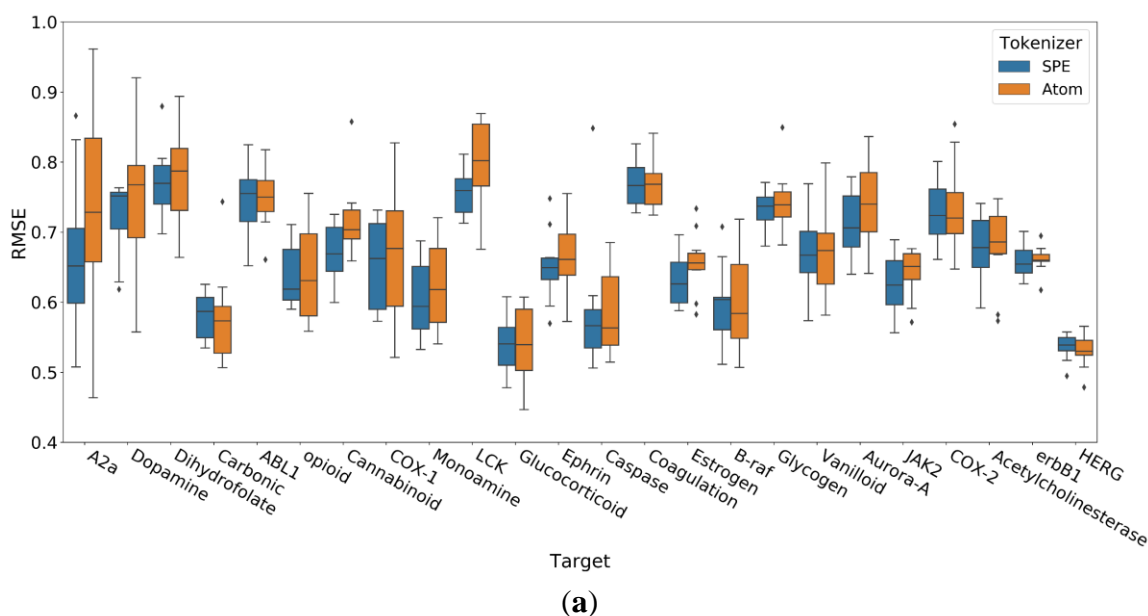 1.0
0.9
0.8
0.7
0.6
0.5
0.4
RMSE
Tokenizer
SPE
Atom
A2a
Dopamine
Dihydrofolate
Carbonic
ABL1
opioid
Cannabinoid
COX-1
Monoamine
LCK
Glucocorticoid
Ephrin
Caspase
Coagulation
Estrogen
B-raf
Glycogen
Vanilloid
Aurora-A
JAK2
COX-2
Acetylcholinesterase
erbB1
HERG
Target
(a)